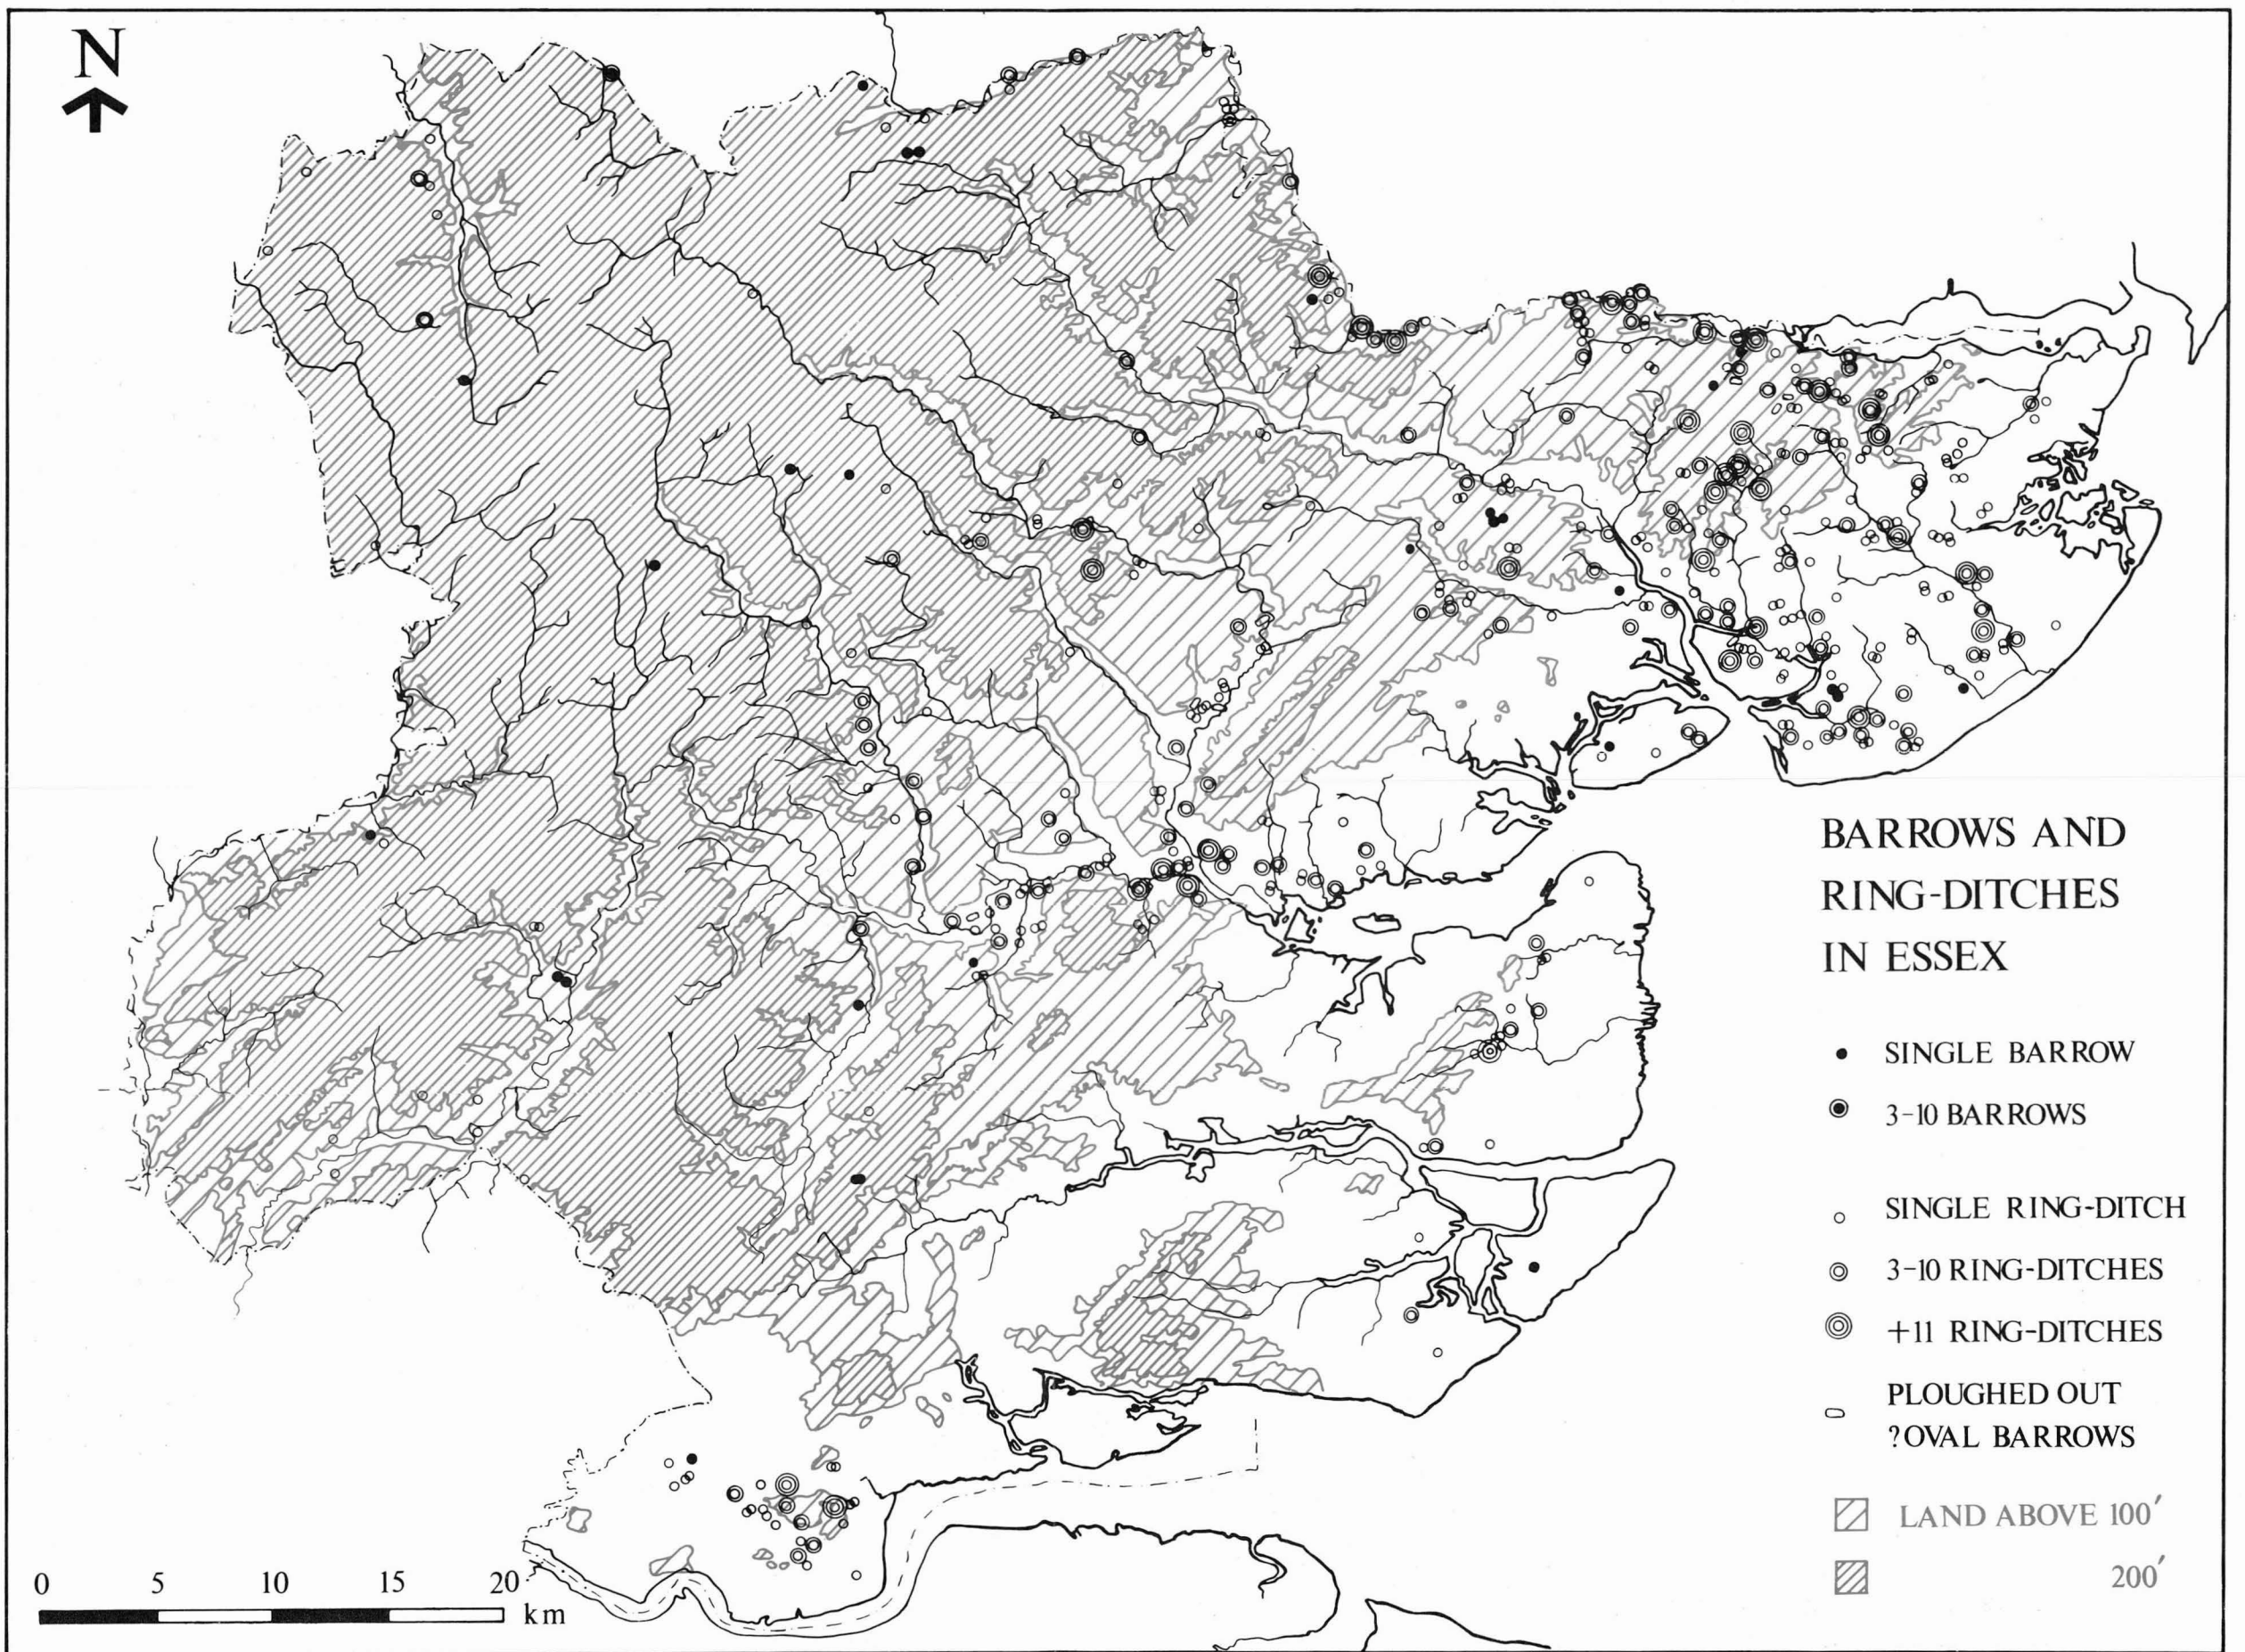 N
BARROWS AND
RING-DITCHES
IN ESSEX
SINGLE BARROW
3-10 BARROWS
SINGLE RING-DITCH
3-10 RING-DITCHES
+11 RING-DITCHES
PLOUGHED OUT
?OVAL BARROWS
LAND ABOVE 100′
200′
0 5 10 15 20
km